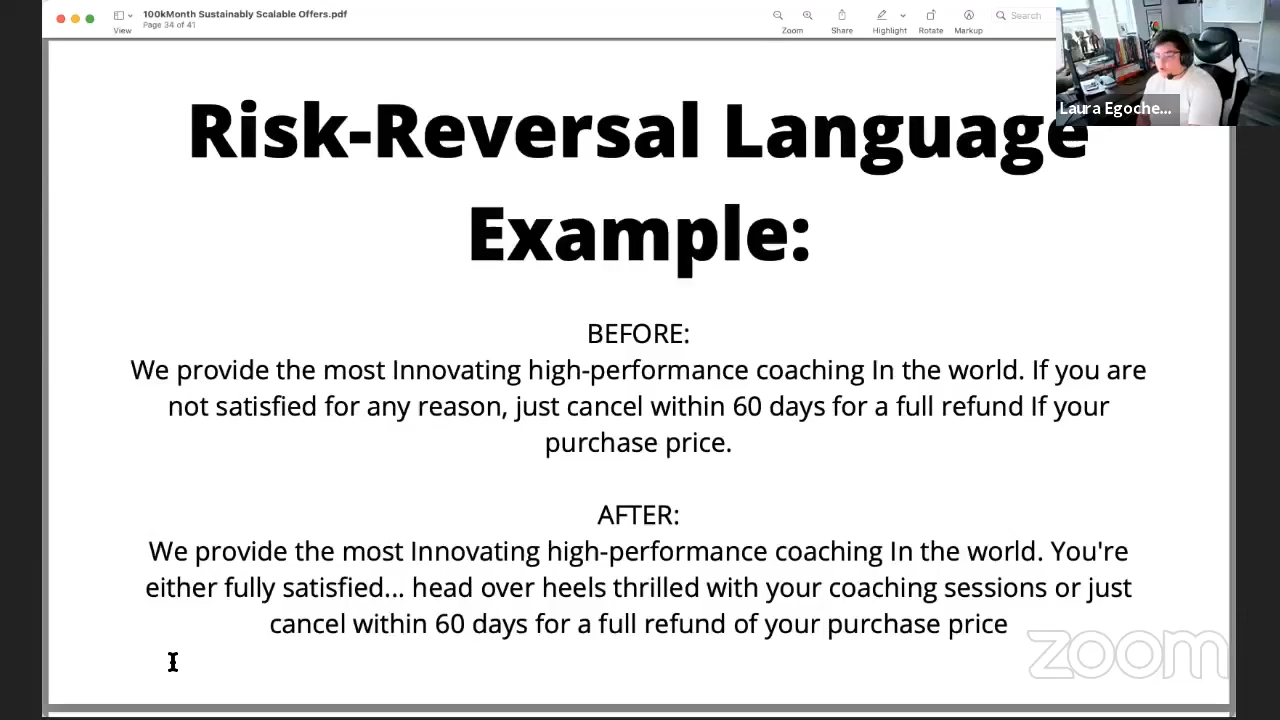 100kMonth Sustainably Scalable Offers.pdf
Page 34 of 41
View
Zoom
Share
Highlight
Rotate
Markup
Search
Laura Egoche...
Risk-Reversal Language
Example:
BEFORE:
We provide the most Innovating high-performance coaching In the world. If you are
not satisfied for any reason, just cancel within 60 days for a full refund If your
purchase price.
AFTER:
We provide the most Innovating high-performance coaching In the world. You're
either fully satisfied... head over heels thrilled with your coaching sessions or just
cancel within 60 days for a full refund of your purchase price
zoom